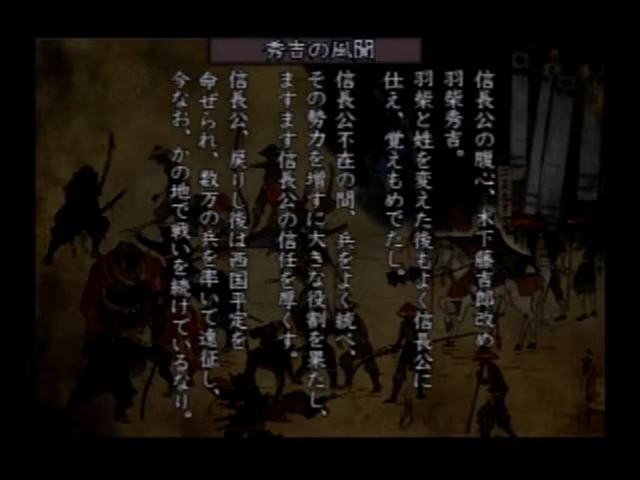 秀吉の風聞
信長公の腹心、木下藤吉郎改め
羽柴秀吉。
羽柴と姓を変えた後もよく信長公に
仕え、覚えもめでたし。
信長公不在の間、兵をよく統べ、
その勢力を増すに大きな役割を果たし、
ますます信長公の信任を厚くす。
信長公、戻りし後は西国平定を
命ぜられ、数万の兵を率いて遠征し、
今なお、かの地で戦いを続けているなり。